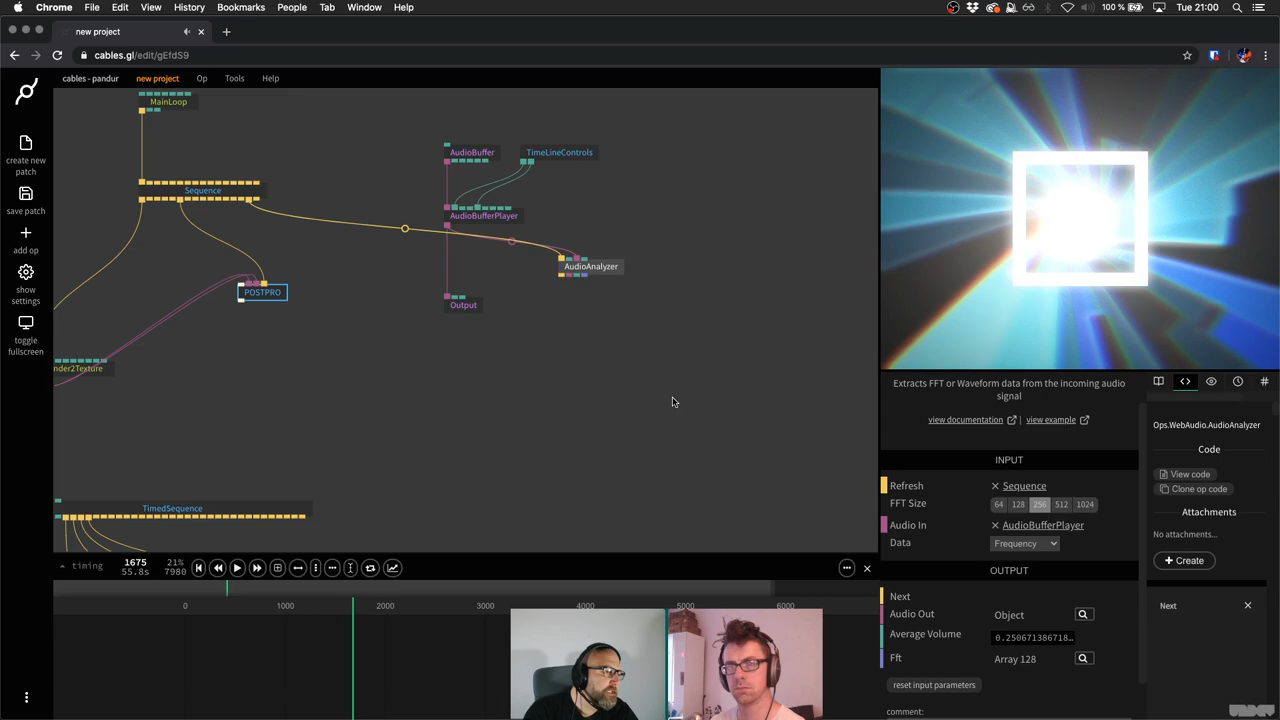 Chrome File Edit View History Bookmarks People Tab Window Help 100 % Tue 21:00
new project
cables.gl/edit/gEfdS9
cables - pandur new project Op Tools Help
create new
patch
save patch
add op
show
settings
toggle
fullscreen
MainLoop
Sequence
POSTPRO
nder2Texture
TimedSequence
AudioBuffer TimeLineControls
AudioBufferPlayer
AudioAnalyzer
Output
Extracts FFT or Waveform data from the incoming audio
signal
view documentation | view example
INPUT
Refresh Sequence
FFT Size 64 128 256 512 1024
Audio In AudioBufferPlayer
Data Frequency
OUTPUT
Next
Audio Out Object
Average Volume 0.250671386718...
Fft Array 128
reset input parameters
comment:
Ops.WebAudio.AudioAnalyzer
Code
View code
Clone op code
Attachments
No attachments...
Create
Next
timing 1675 21%
55.8s 7980
0 1000 2000 3000 4000 5000 6000